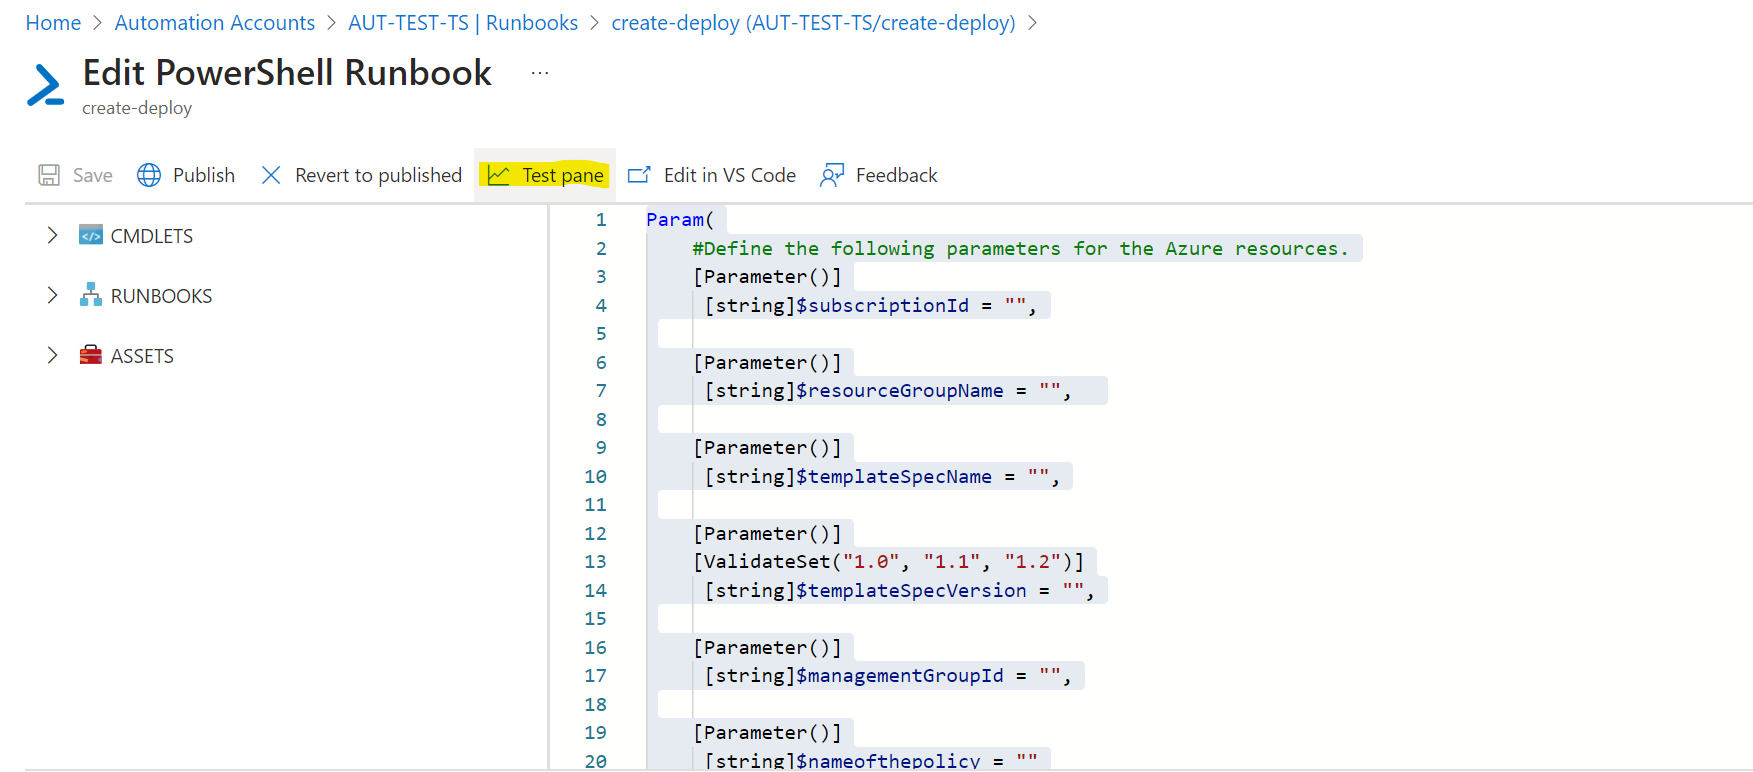 Home > Automation Accounts > AUT-TEST-TS | Runbooks > create-deploy (AUT-TEST-TS/create-deploy) >
Edit PowerShell Runbook ...
create-deploy
Save Publish Revert to published Test pane Edit in VS Code Feedback
CMDLETS
RUNBOOKS
ASSETS
1 Param(
2 #Define the following parameters for the Azure resources.
3 [Parameter()]
4 [string]$subscriptionId = "",
5
6 [Parameter()]
7 [string]$resourceGroupName = "",
8
9 [Parameter()]
10 [string]$templateSpecName = "",
11
12 [Parameter()]
13 [ValidateSet("1.0", "1.1", "1.2")]
14 [string]$templateSpecVersion = "",
15
16 [Parameter()]
17 [string]$managementGroupId = "",
18
19 [Parameter()]
20 [string]$nameofthepolicy = ""